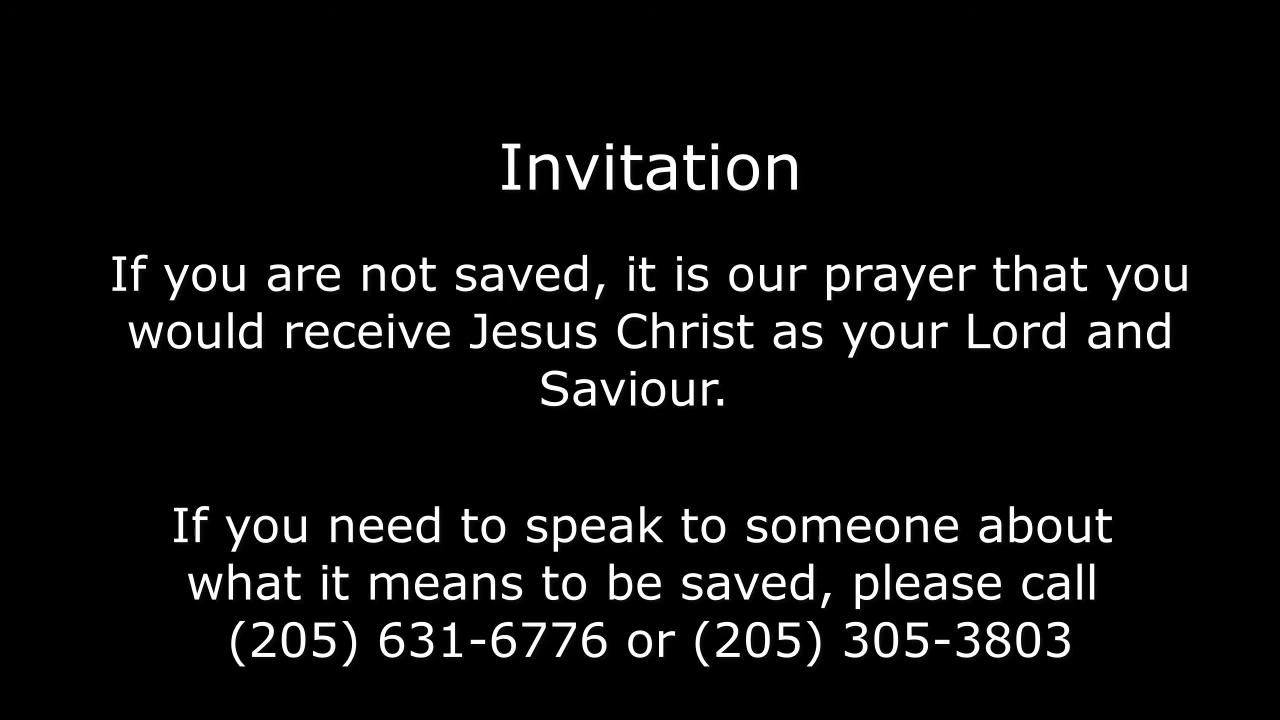 Invitation
If you are not saved, it is our prayer that you
would receive Jesus Christ as your Lord and
Saviour.
If you need to speak to someone about
what it means to be saved, please call
(205) 631-6776 or (205) 305-3803